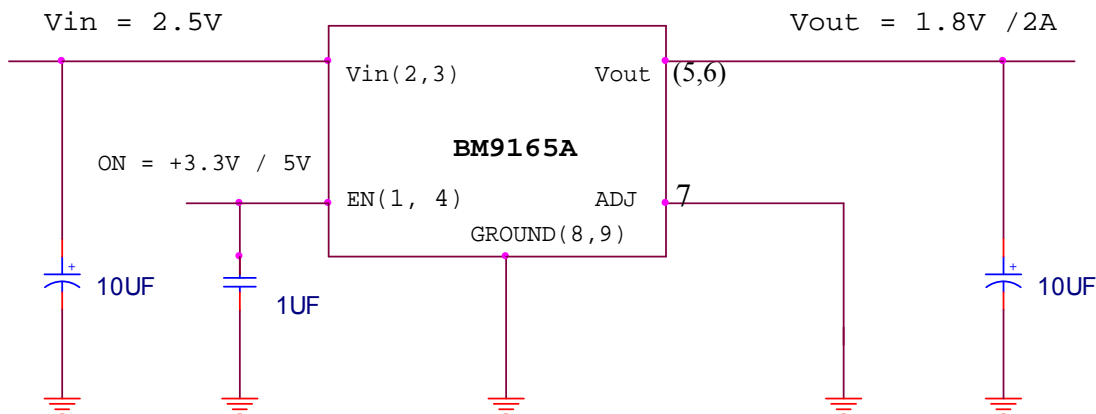 Vin = 2.5V
Vout = 1.8V /2A
Vin(2,3)
Vout
(5,6)
BM9165A
ON = +3.3V / 5V
EN(1, 4)
ADJ
7
GROUND(8,9)
+
10UF
1UF
+
10UF